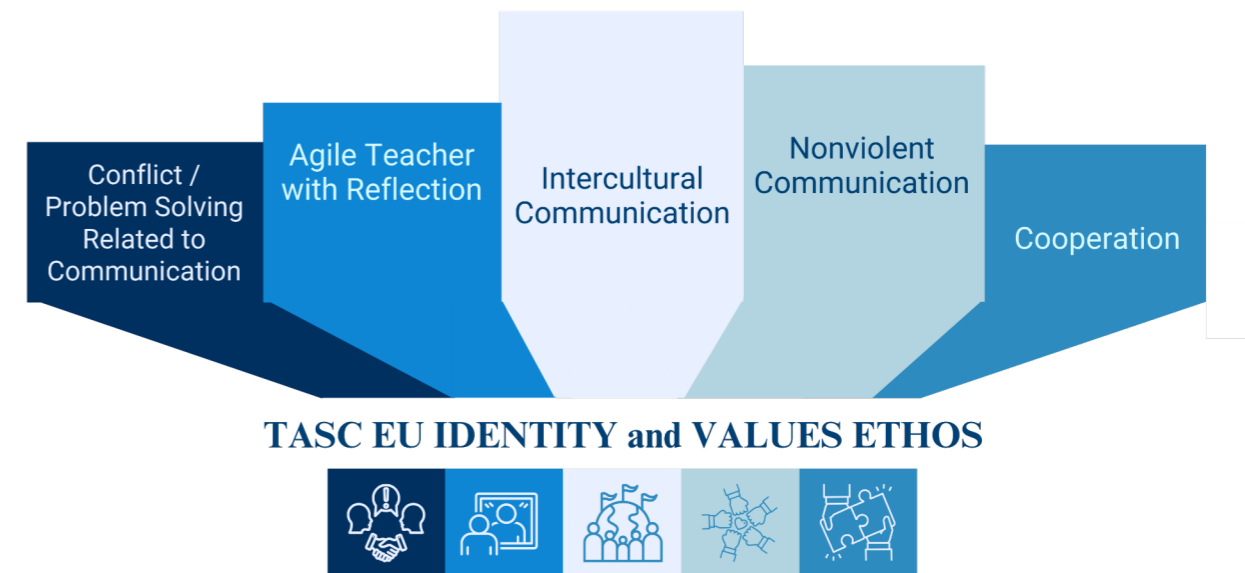 Conflict /
Problem Solving
Related to
Communication
Agile Teacher
with Reflection
Intercultural
Communication
Nonviolent
Communication
Cooperation
TASC EU IDENTITY and VALUES ETHOS